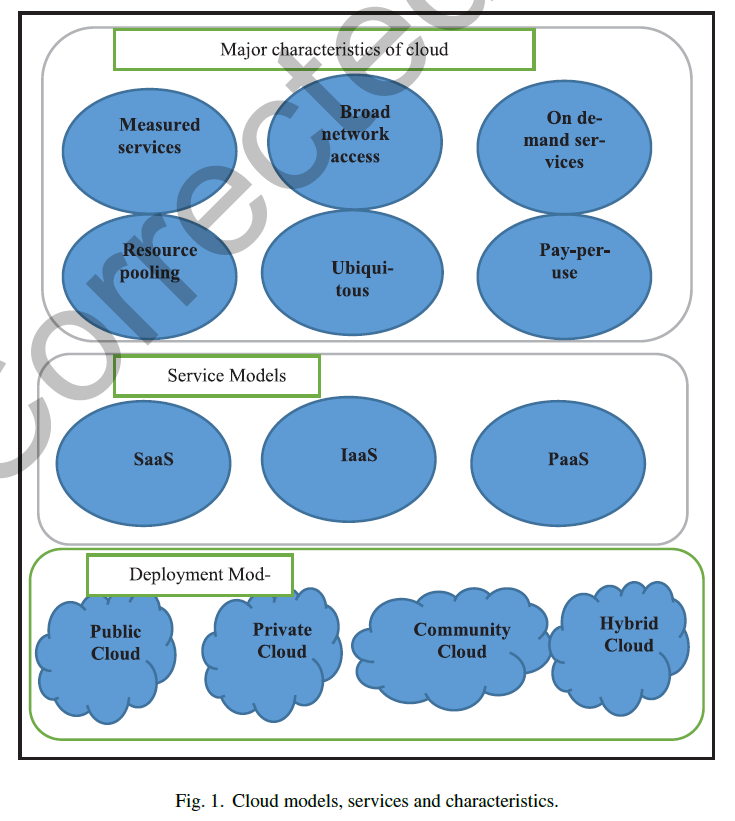 Major characteristics of cloud
Measured
services
Broad
network
access
On de-
mand ser-
vices
Resource
pooling
Ubiqui-
tous
Pay-per-
use
Service Models
SaaS
IaaS
PaaS
Deployment Mod-
Public
Cloud
Private
Cloud
Community
Cloud
Hybrid
Cloud
Fig. 1. Cloud models, services and characteristics.
Corrected